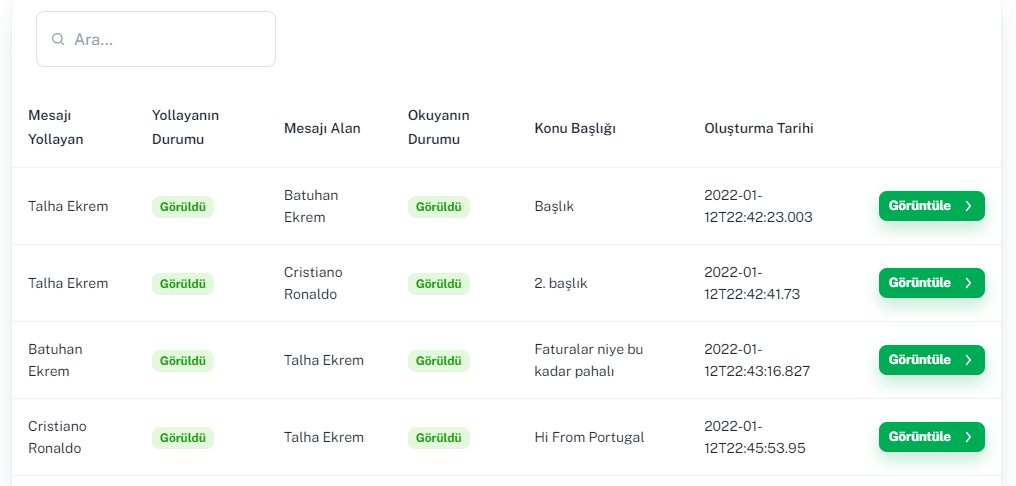 Ara...
Mesajı Yollayan
Yollayanın Durumu
Mesajı Alan
Okuyanın Durumu
Konu Başlığı
Oluşturma Tarihi
Talha Ekrem
Görüldü
Batuhan Ekrem
Görüldü
Başlık
2022-01-
12T22:42:23.003
Görüntüle
Talha Ekrem
Görüldü
Cristiano Ronaldo
Görüldü
2. başlık
2022-01-
12T22:42:41.73
Görüntüle
Batuhan Ekrem
Görüldü
Talha Ekrem
Görüldü
Faturalar niye bu
kadar pahalı
2022-01-
12T22:43:16.827
Görüntüle
Cristiano Ronaldo
Görüldü
Talha Ekrem
Görüldü
Hi From Portugal
2022-01-
12T22:45:53.95
Görüntüle